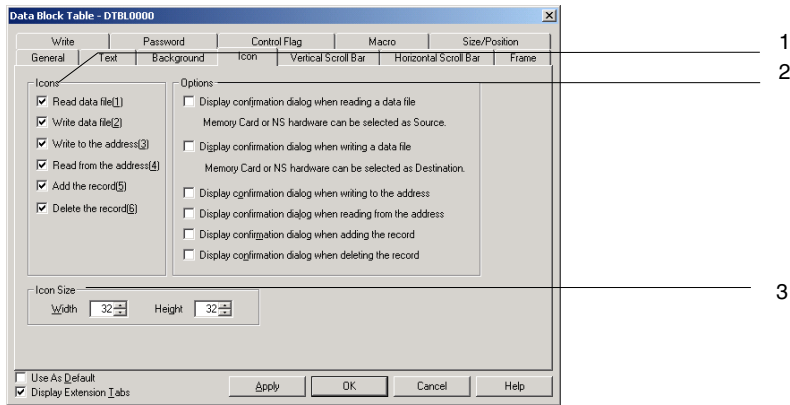 Data Block Table - DTBL0000
Write Password Control Flag Macro Size/Position
General Text Background Icon Vertical Scroll Bar Horizontal Scroll Bar Frame
1
2
Icons
Read data file(1)
Write data file(2)
Write to the address(3)
Read from the address(4)
Add the record(5)
Delete the record(6)
Options
Display confirmation dialog when reading a data file
Memory Card or NS hardware can be selected as Source.
Display confirmation dialog when writing a data file
Memory Card or NS hardware can be selected as Destination.
Display confirmation dialog when writing to the address
Display confirmation dialog when reading from the address
Display confirmation dialog when adding the record
Display confirmation dialog when deleting the record
Icon Size
Width 32 Height 32
3
Use As Default
Display Extension Tabs
Apply OK Cancel Help